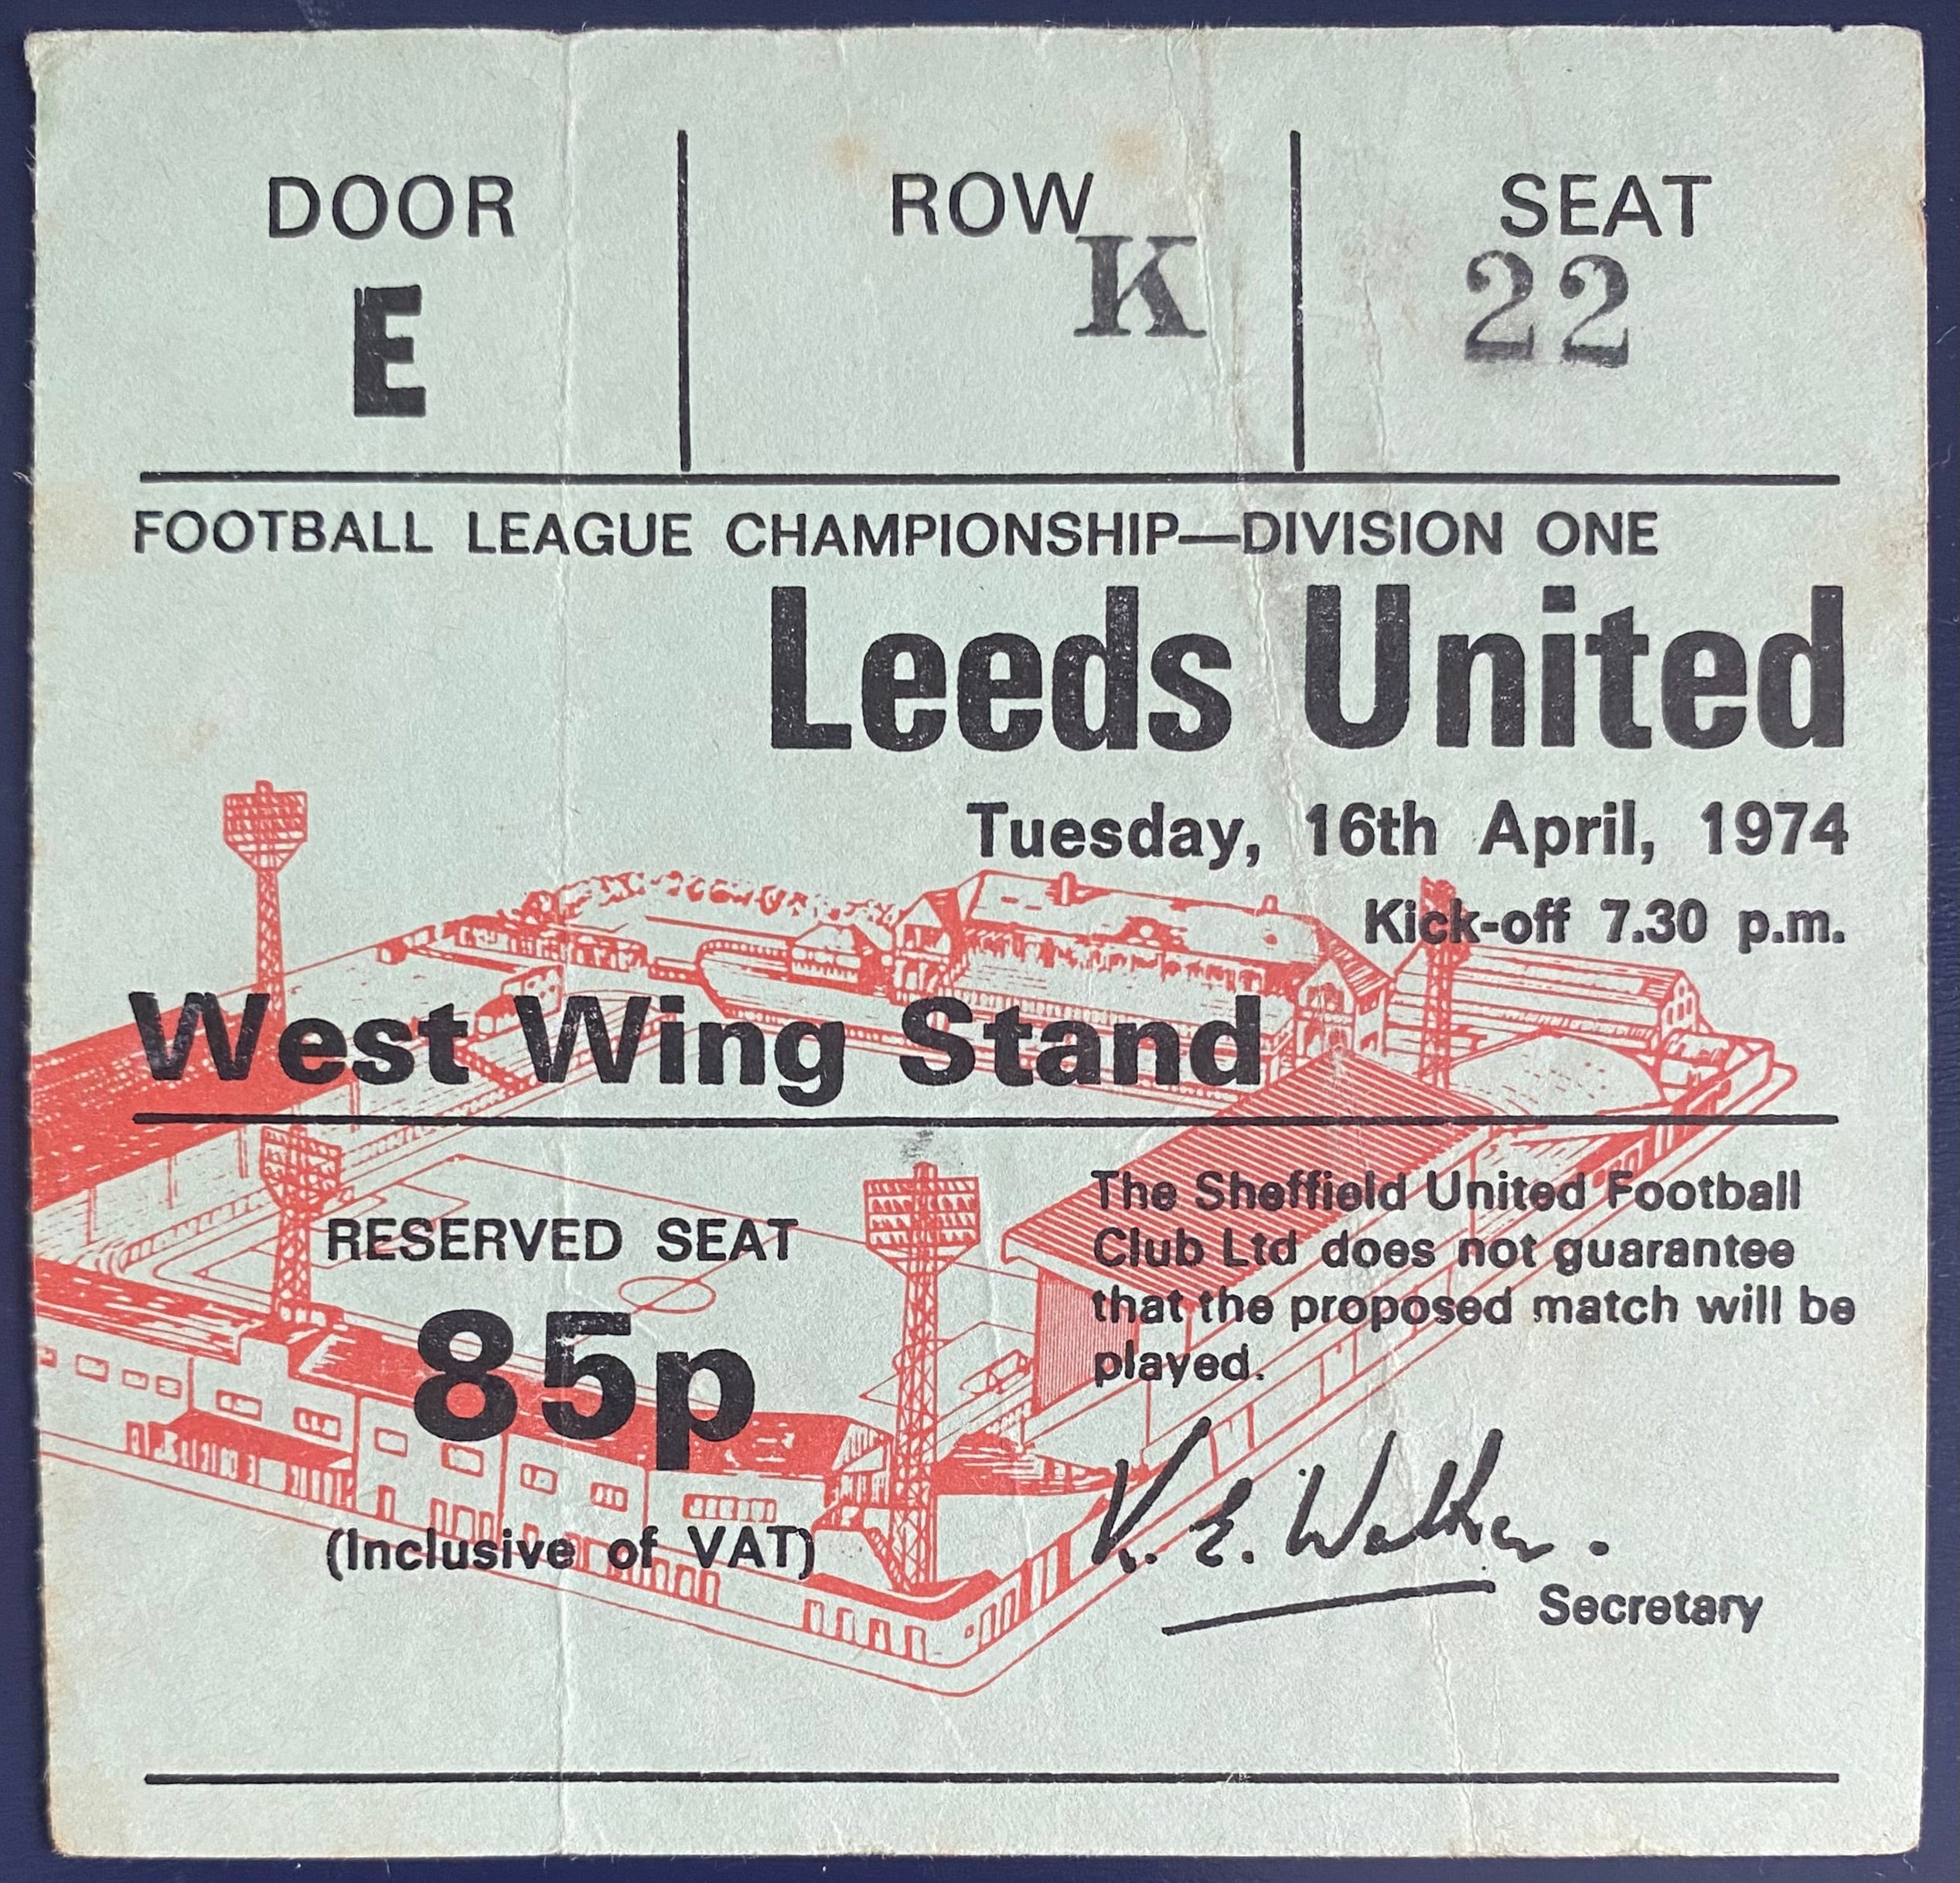 DOOR ROW SEAT
E K 22
FOOTBALL LEAGUE CHAMPIONSHIP—DIVISION ONE
Leeds United
Tuesday, 16th April, 1974
Kick-off 7.30 p.m.
West Wing Stand
RESERVED SEAT
85p
(Inclusive of VAT)
The Sheffield United Football
Club Ltd does not guarantee
that the proposed match will be
played.
K. E. Walker.
Secretary